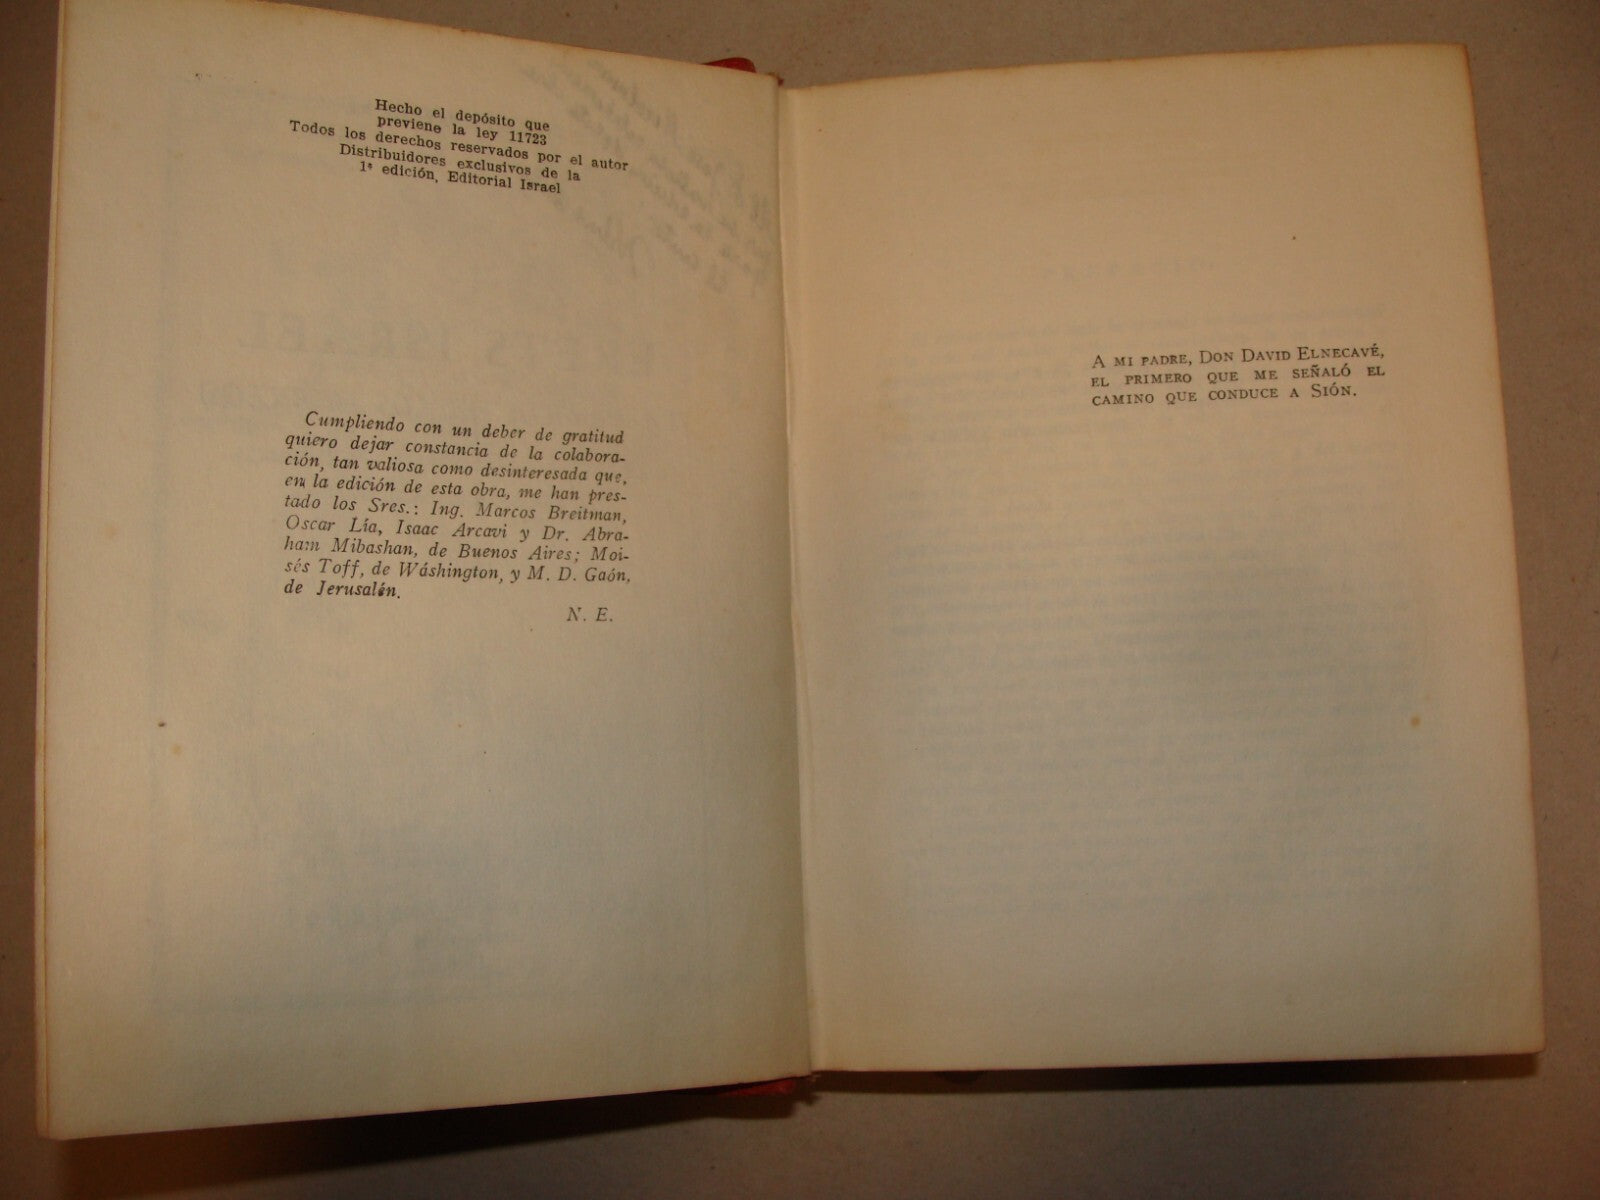 Hecho el depósito que
previene la ley 11723
Todos los derechos reservados por el autor
Distribuidores exclusivos de la
1ª edición, Editorial Israel
Cumpliendo con un deber de gratitud
quiero dejar constancia de la colabora-
ción, tan valiosa como desinteresada que,
en la edición de esta obra, me han pres-
tado los Sres.: Ing. Marcos Breitman,
Oscar Lía, Isaac Arcavi y Dr. Abra-
ham Mibashan, de Buenos Aires; Moi-
sés Toff, de Wáshington, y M. D. Gaón,
de Jerusalén.
N. E.
A MI PADRE, DON DAVID ELNECAVÉ,
EL PRIMERO QUE ME SEÑALÓ EL
CAMINO QUE CONDUCE A SIÓN.